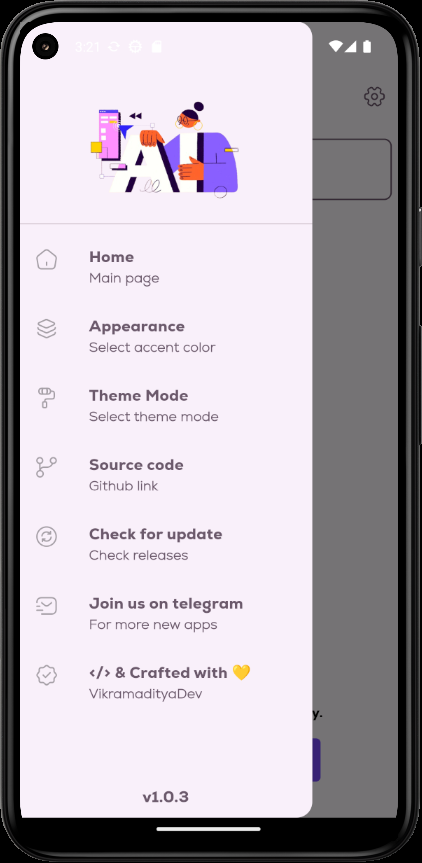 3:21
Home
Main page
Appearance
Select accent color
Theme Mode
Select theme mode
Source code
Github link
Check for update
Check releases
Join us on telegram
For more new apps
</> & Crafted with 💛
VikramadityaDev
y.
v1.0.3